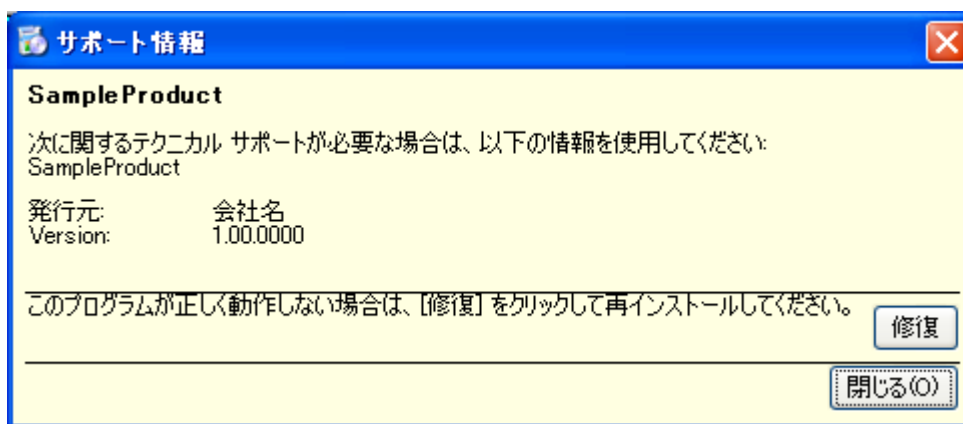 サポート情報
SampleProduct
次に関するテクニカル サポートが必要な場合は、以下の情報を使用してください:
SampleProduct
発行元: 会社名
Version: 1.00.0000
このプログラムが正しく動作しない場合は、[修復] をクリックして再インストールしてください。
修復
閉じる(O)